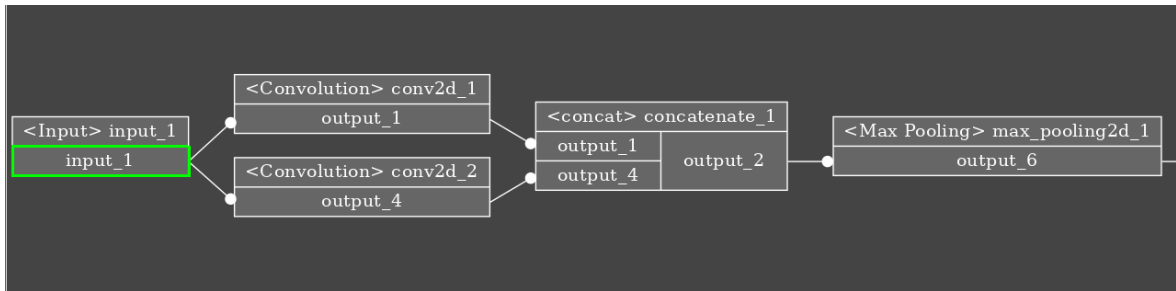 <Input> input_1
input_1
<Convolution> conv2d_1
output_1
<Convolution> conv2d_2
output_4
<concat> concatenate_1
output_1
output_4
output_2
<Max Pooling> max_pooling2d_1
output_6